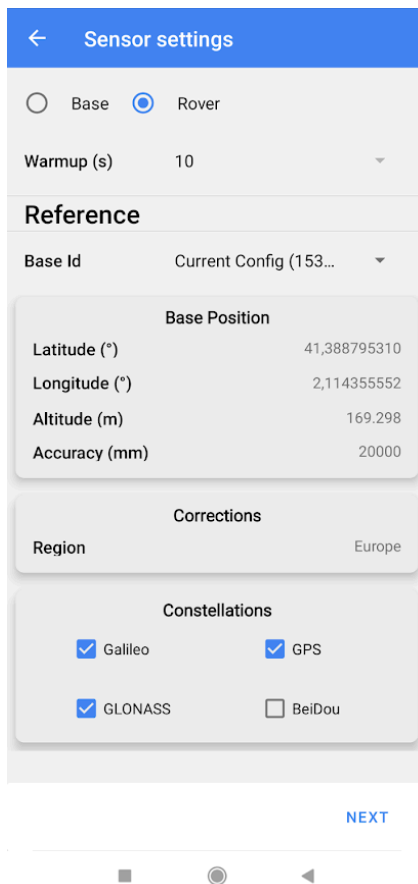 Sensor settings
Base Rover
Warmup (s) 10
Reference
Base Id Current Config (153...
Base Position
Latitude (°) 41,388795310
Longitude (°) 2,114355552
Altitude (m) 169.298
Accuracy (mm) 20000
Corrections
Region Europe
Constellations
Galileo GPS
GLONASS BeiDou
NEXT